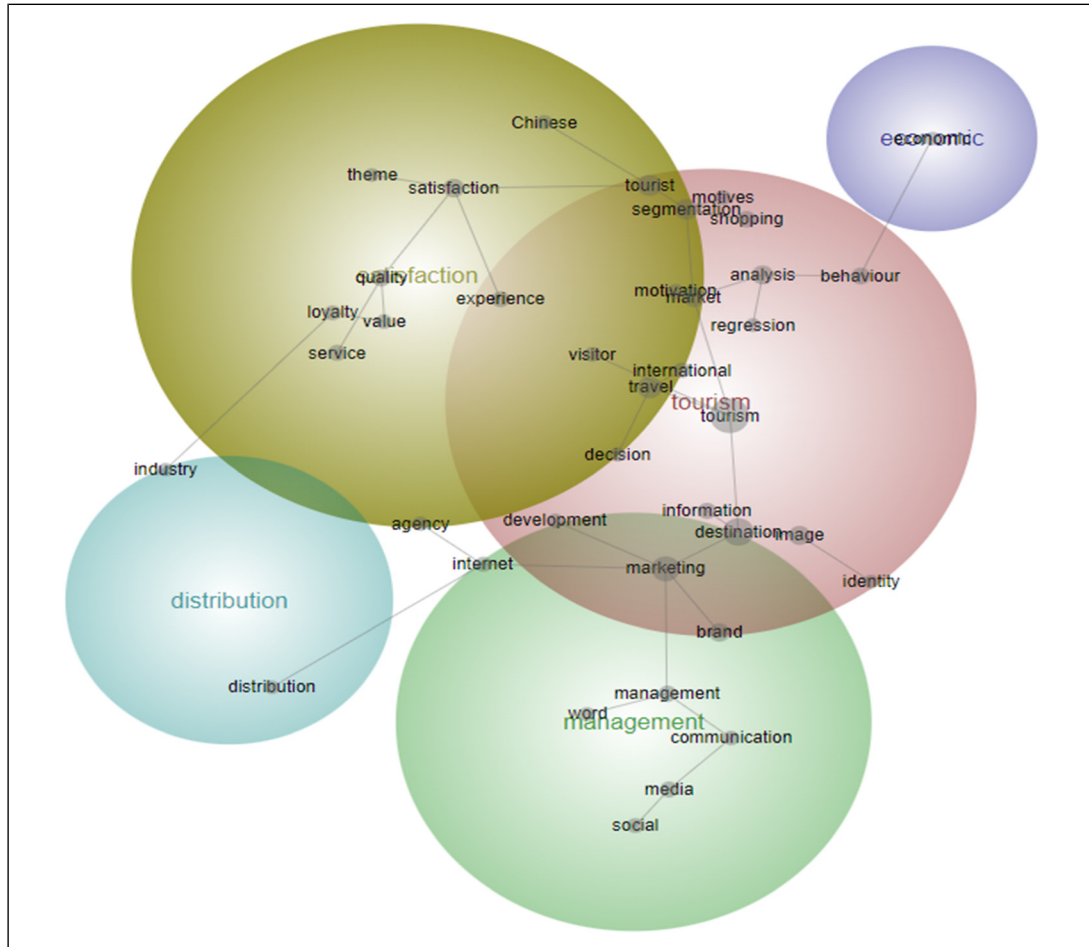 Chinese
economic
economic
theme
satisfaction
tourist
motives
segmentation
shopping
quality
satisfaction
analysis
behaviour
motivation
market
experience
loyalty
value
regression
service
visitor
international
travel
tourism
tourism
decision
industry
information
agency
development
destination
image
internet
marketing
identity
distribution
brand
distribution
management
word
management
communication
media
social